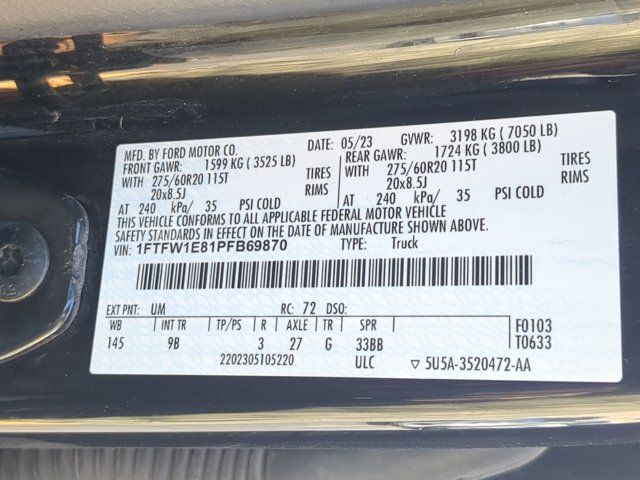 MFD. BY FORD MOTOR CO. DATE: 05/23 GVWR: 3198 KG ( 7050 LB)
FRONT GAWR: 1599 KG ( 3525 LB) REAR GAWR: 1724 KG ( 3800 LB)
WITH 275/60R20 115T TIRES WITH 275/60R20 115T TIRES
20x8.5J RIMS 20x8.5J RIMS
AT 240 kPa/ 35 PSI COLD AT 240 kPa/ 35 PSI COLD
THIS VEHICLE CONFORMS TO ALL APPLICABLE FEDERAL MOTOR VEHICLE
SAFETY STANDARDS IN EFFECT ON THE DATE OF MANUFACTURE SHOWN ABOVE.
VIN: 1FTFW1E81PFB69870 TYPE: Truck
EXT PNT: UM RC: 72 DSO:
WB INT TR TP/PS R AXLE TR SPR F0103
145 9B 3 27 G 33BB T0633
2202305105220 ULC ▽ 5U5A-3520472-AA